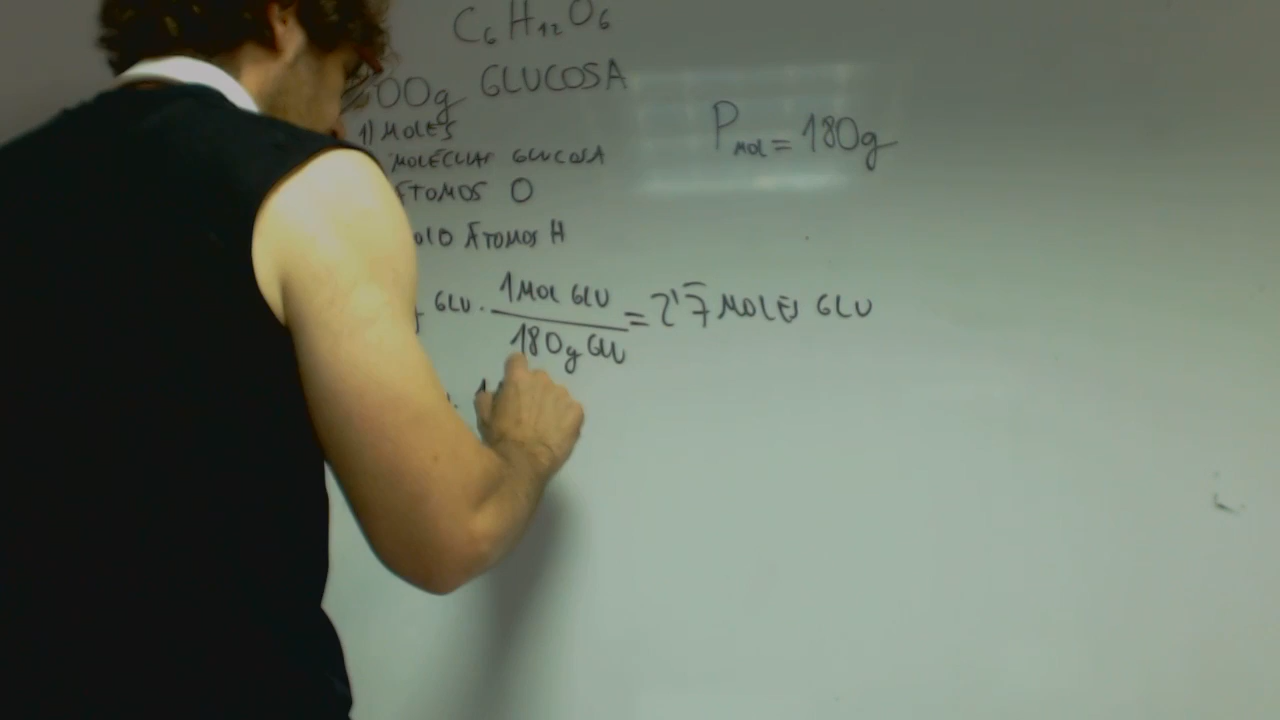 C₆H₁₂O₆
00g GLUCOSA
Pmol = 180g
1) MOLES
MOLÉCULAS GLUCOSA
ÁTOMOS O
ÁTOMOS H
GLU · 1 MOL GLU / 180g GLU = 2'7̅ MOLES GLU